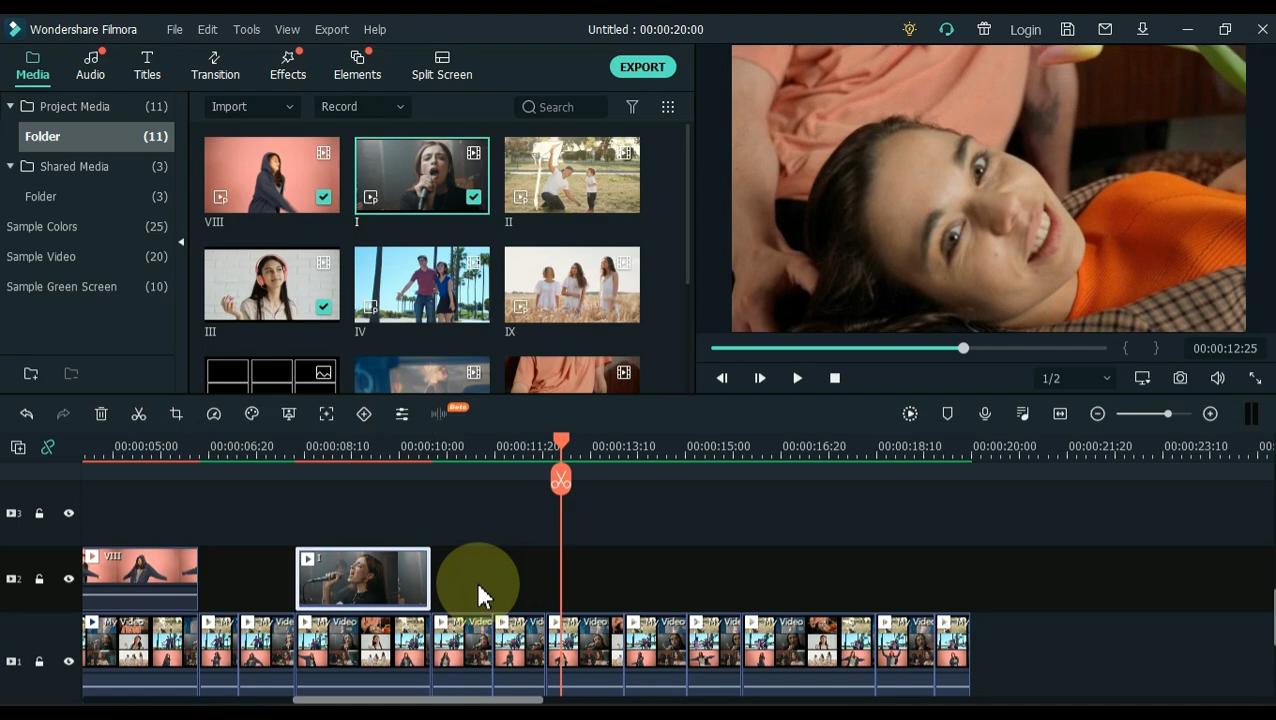 Wondershare Filmora File Edit Tools View Export Help Untitled : 00:00:20:00 Login
Media Audio Titles Transition Effects Elements Split Screen EXPORT
Project Media (11) Import Record Search
Folder (11)
Shared Media (3)
Folder (3)
Sample Colors (25)
Sample Video (20)
Sample Green Screen (10)
VIII I II
III IV IX
00:00:12:25
1/2
Beta
00:00:05:00 00:00:06:20 00:00:08:10 00:00:10:00 00:00:11:20 00:00:13:10 00:00:15:00 00:00:16:20 00:00:18:10 00:00:20:00 00:00:21:20 00:00:23:10
3
2 VIII I
1 My Video My Vide My Vide My Video My Video My Vide My Video My Video My Vide My Video My Video My